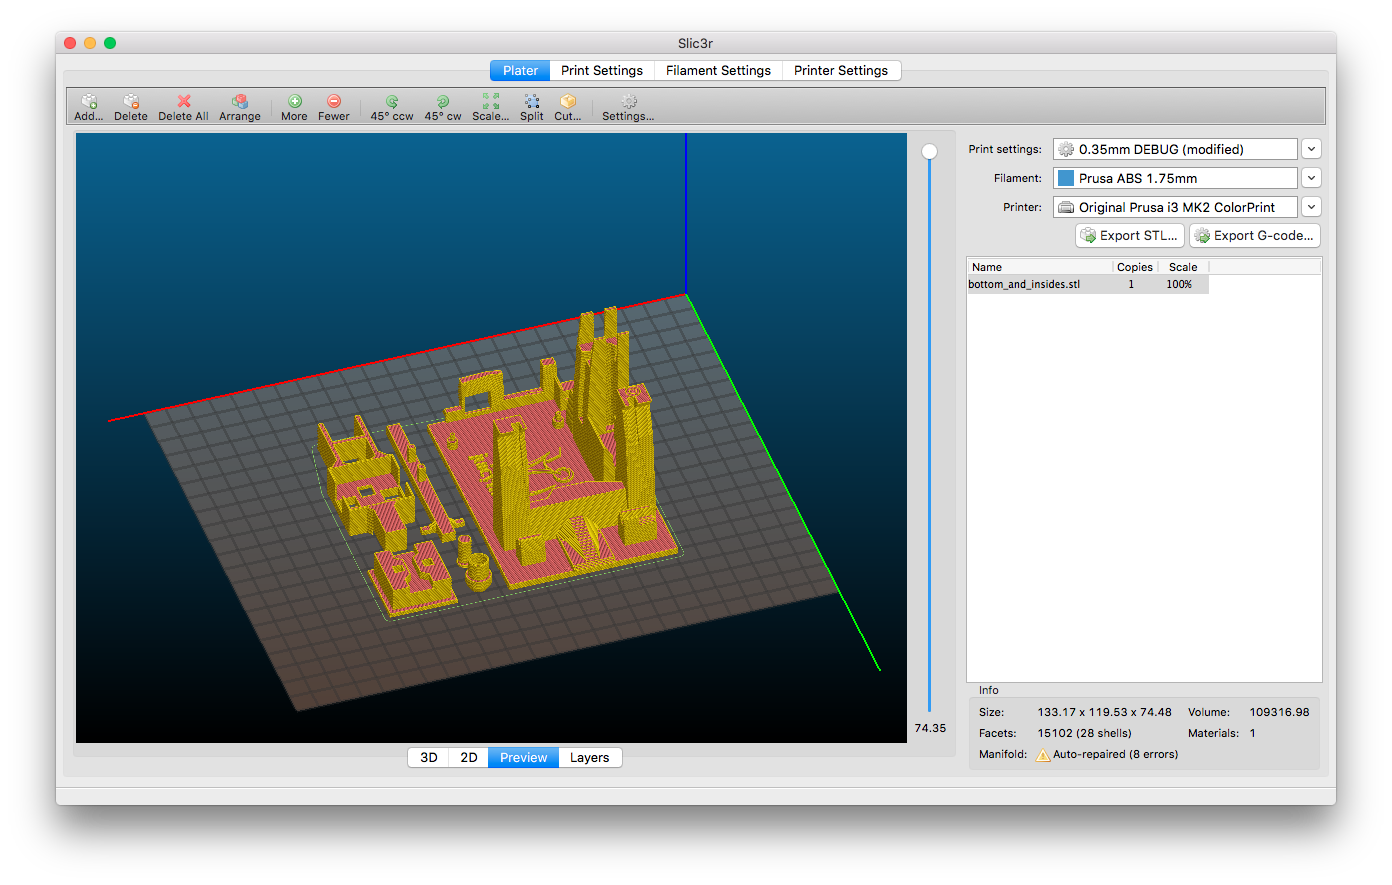 Slic3r
Plater Print Settings Filament Settings Printer Settings
Add... Delete Delete All Arrange More Fewer 45° ccw 45° cw Scale... Split Cut... Settings...
Print settings: 0.35mm DEBUG (modified)
Filament: Prusa ABS 1.75mm
Printer: Original Prusa i3 MK2 ColorPrint
Export STL... Export G-code...
Name Copies Scale
bottom_and_insides.stl 1 100%
Info
Size: 133.17 x 119.53 x 74.48 Volume: 109316.98
Facets: 15102 (28 shells) Materials: 1
Manifold: Auto-repaired (8 errors)
74.35
3D 2D Preview Layers